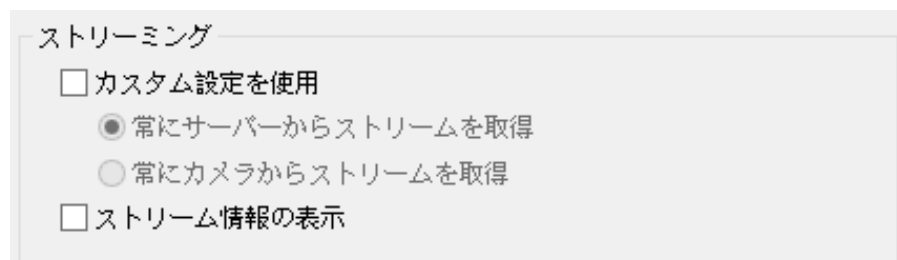 ストリーミング
カスタム設定を使用
常にサーバーからストリームを取得
常にカメラからストリームを取得
ストリーム情報の表示